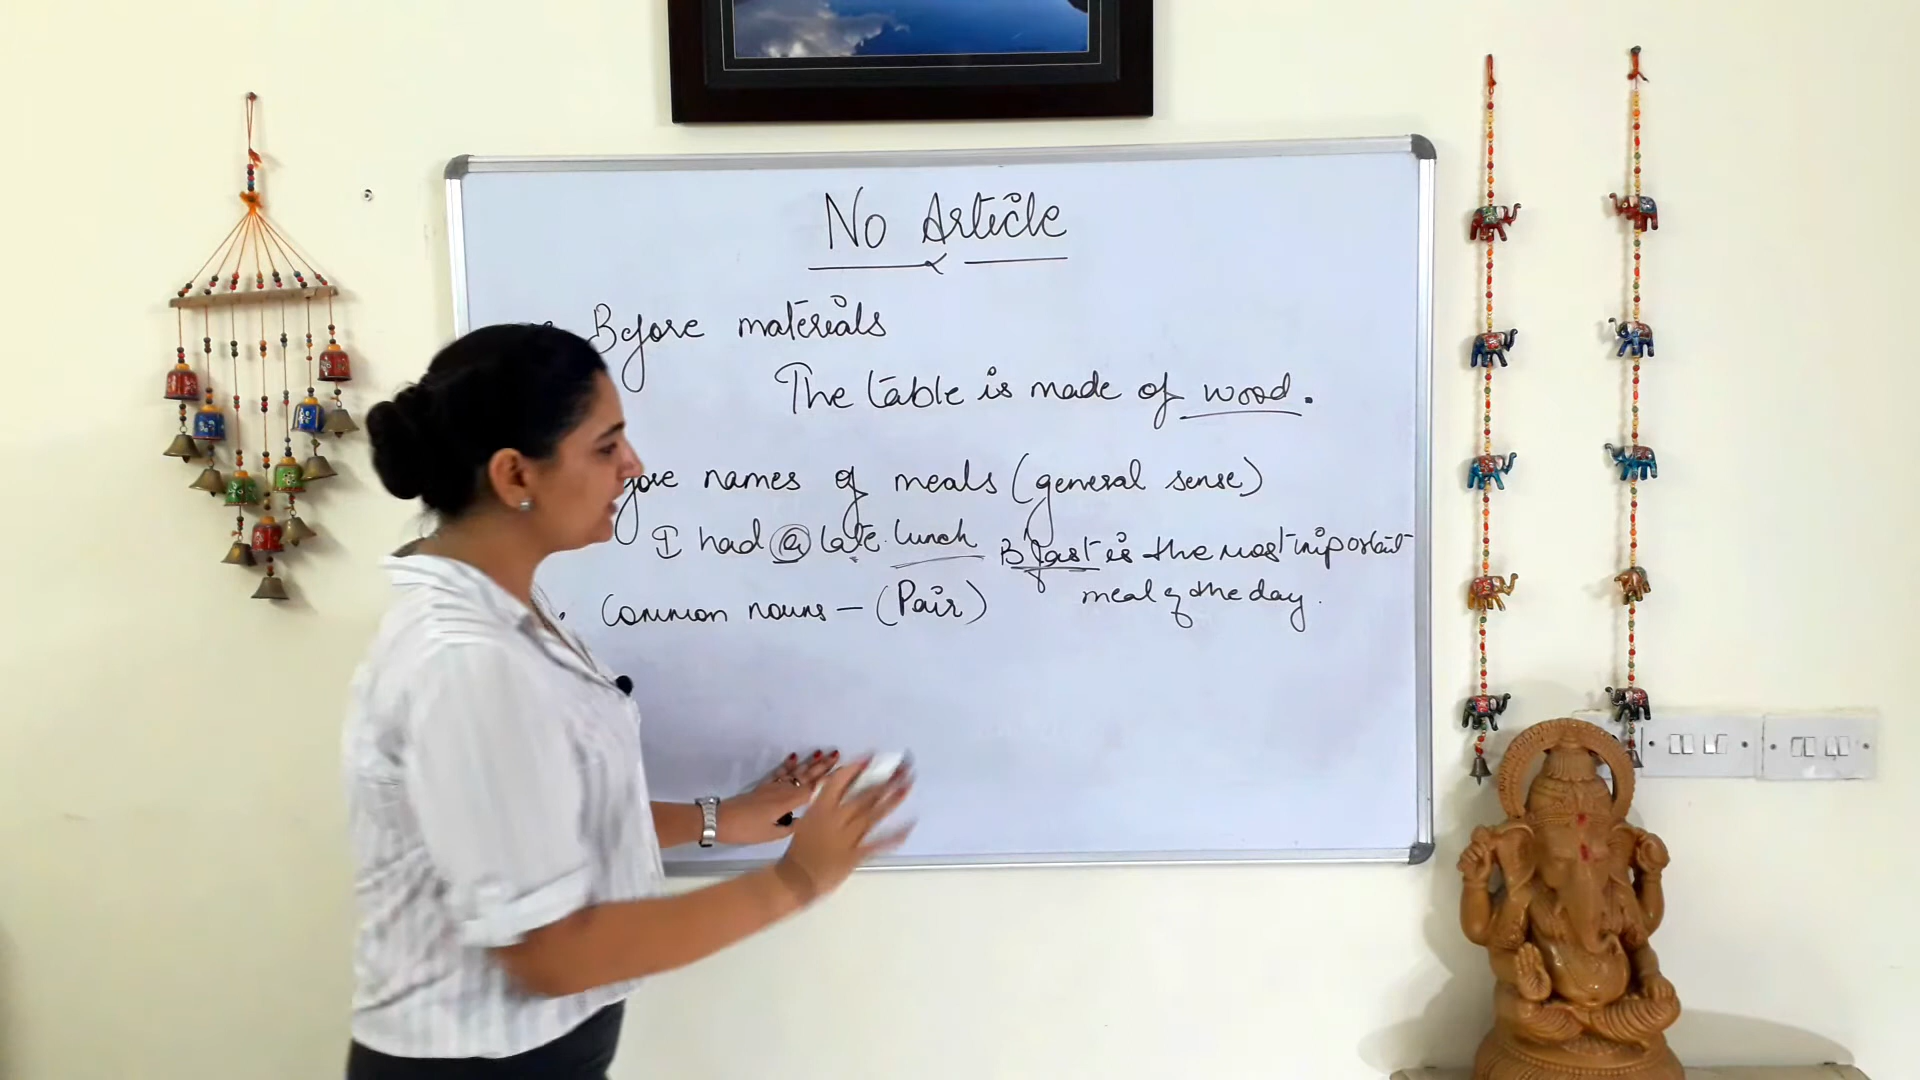 No Article
Before materials
The table is made of wood.
names of meals (general sense)
I had a late lunch
B'fast is the most important
meal of the day.
Common nouns – (Pair)